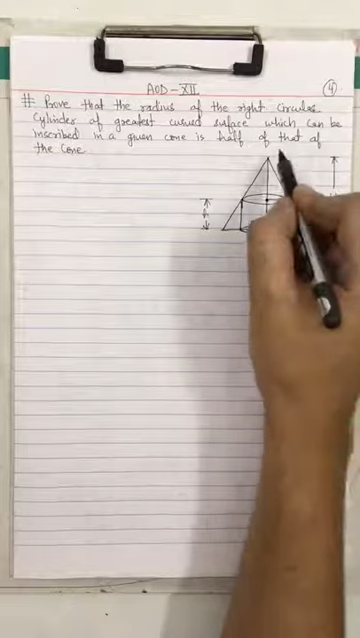 AOD - XII
④
# Prove that the radius of the right circular
cylinder of greatest curved surface which can be
inscribed in a given cone is half of that of
the cone
h